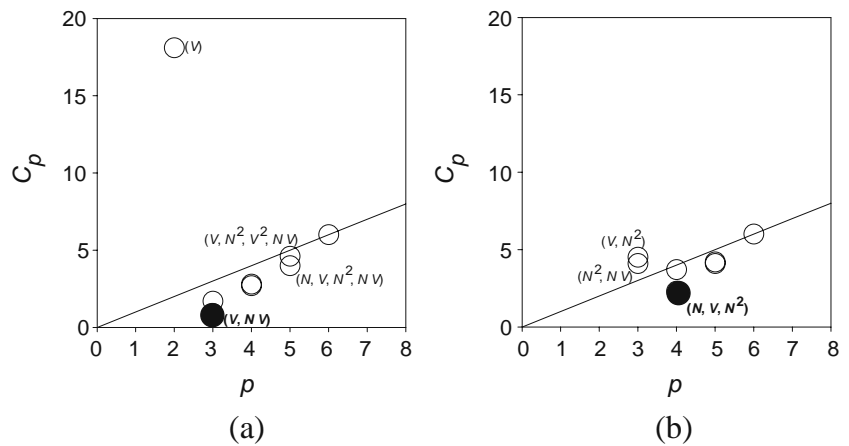 20
(V)
15
C_p
10
(V, N², V², N V)
5
(N, V, N², N V)
(V, N V)
0
0 1 2 3 4 5 6 7 8
p
(a)
20
15
C_p
10
(V, N²)
5
(N², N V)
(N, V, N²)
0
0 1 2 3 4 5 6 7 8
p
(b)